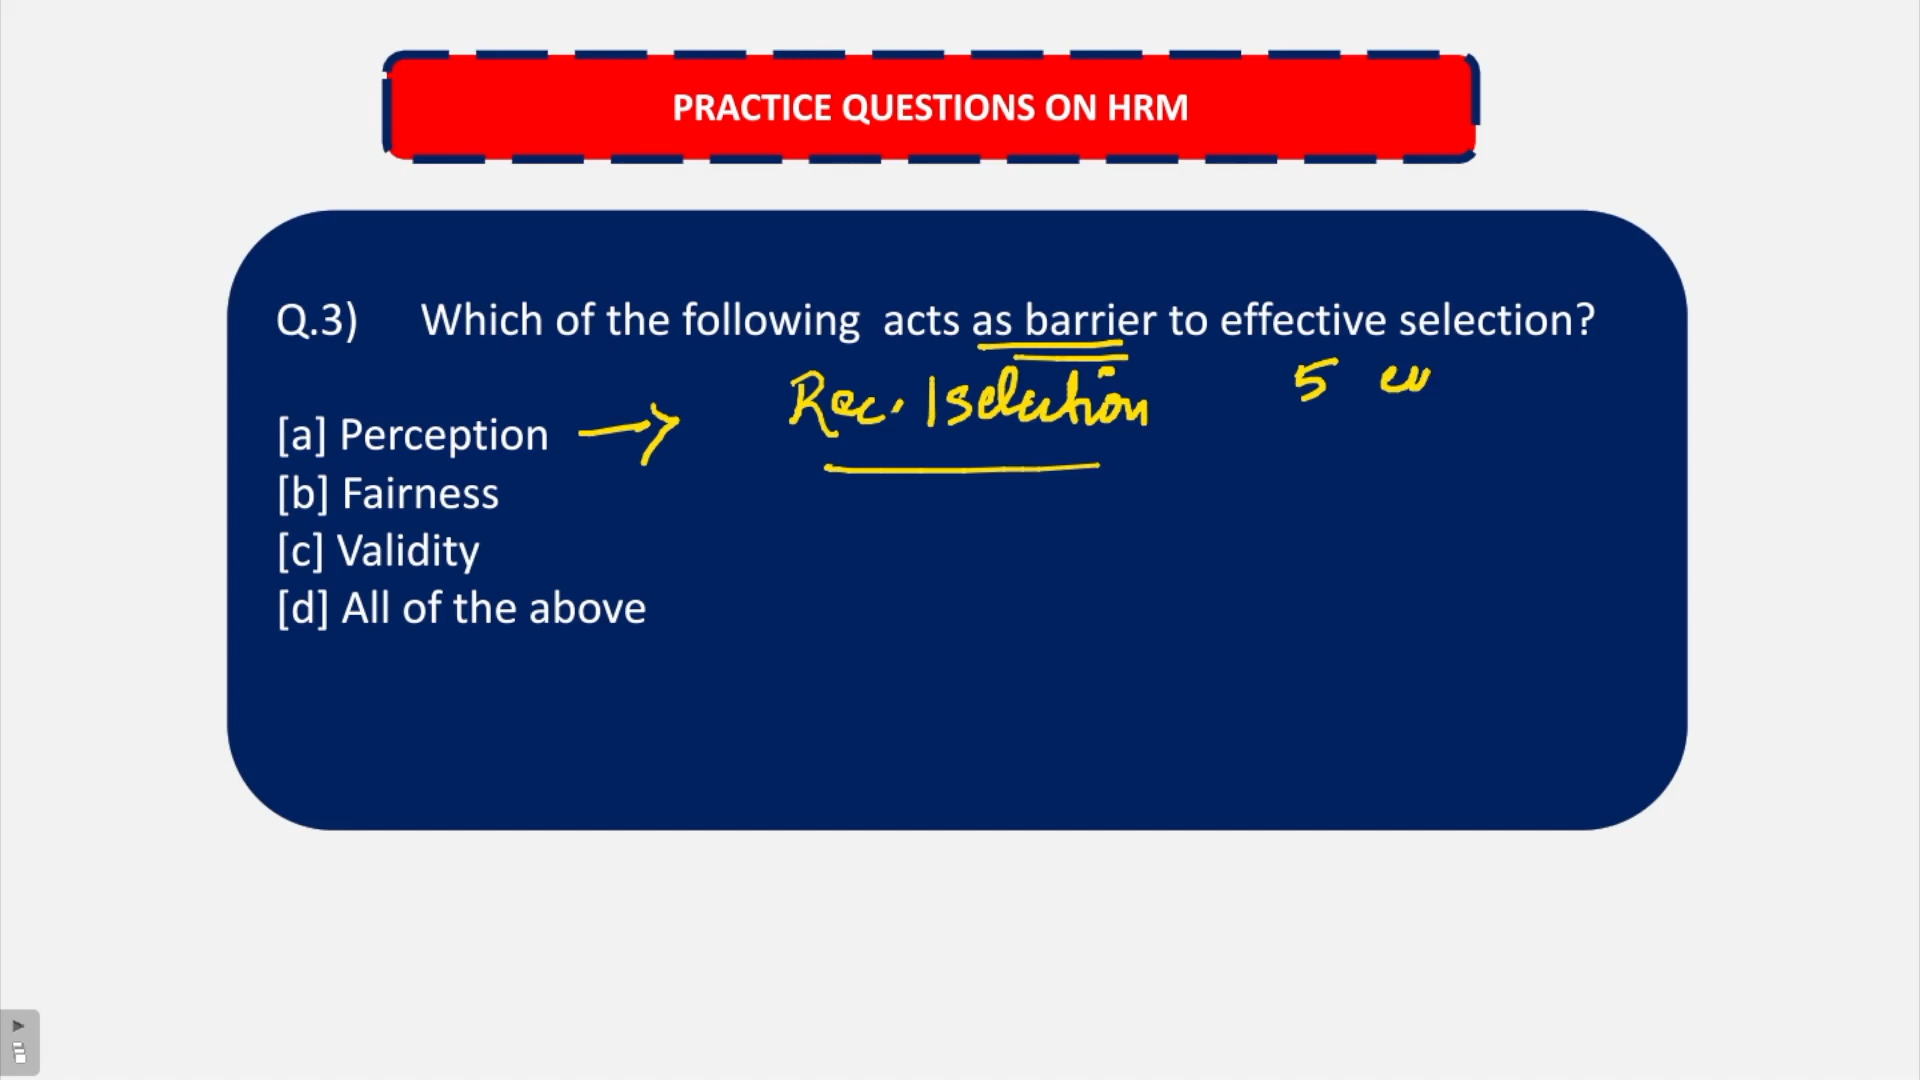 PRACTICE QUESTIONS ON HRM
Q.3) Which of the following acts as barrier to effective selection?
5
Rec. / selection
[a] Perception
[b] Fairness
[c] Validity
[d] All of the above